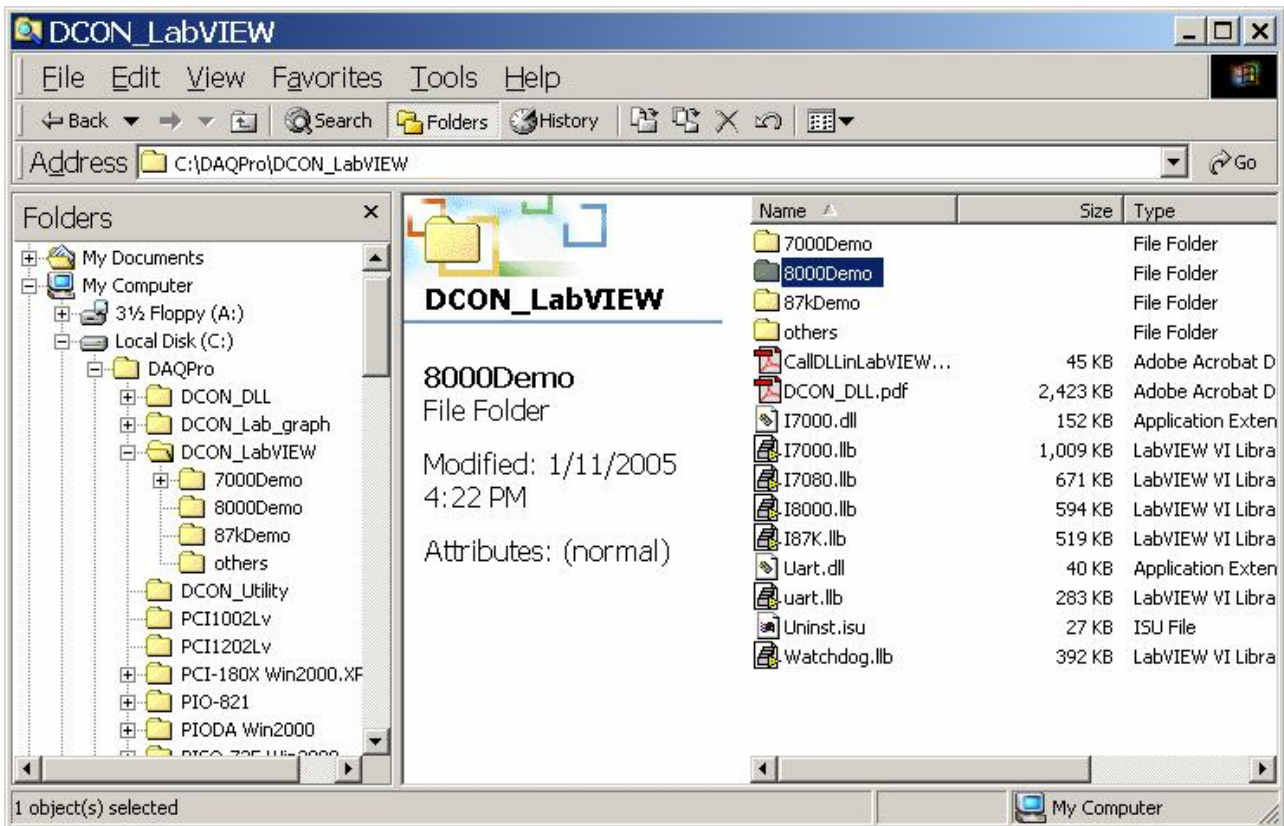 DCON_LabVIEW
File Edit View Favorites Tools Help
Back Search Folders History
Address C:\DAQPro\DCON_LabVIEW Go
Folders
My Documents
My Computer
3½ Floppy (A:)
Local Disk (C:)
DAQPro
DCON_DLL
DCON_Lab_graph
DCON_LabVIEW
7000Demo
8000Demo
87kDemo
others
DCON_Utility
PCI1002Lv
PCI1202Lv
PCI-180X Win2000.XF
PIO-821
PIODA Win2000
DCON_LabVIEW
8000Demo
File Folder
Modified: 1/11/2005
4:22 PM
Attributes: (normal)
Name Size Type
7000Demo File Folder
8000Demo File Folder
87kDemo File Folder
others File Folder
CallDLLinLabVIEW... 45 KB Adobe Acrobat D
DCON_DLL.pdf 2,423 KB Adobe Acrobat D
I7000.dll 152 KB Application Exten
I7000.llb 1,009 KB LabVIEW VI Libra
I7080.llb 671 KB LabVIEW VI Libra
I8000.llb 594 KB LabVIEW VI Libra
I87K.llb 519 KB LabVIEW VI Libra
Uart.dll 40 KB Application Exten
uart.llb 283 KB LabVIEW VI Libra
Uninst.isu 27 KB ISU File
Watchdog.llb 392 KB LabVIEW VI Libra
1 object(s) selected
My Computer